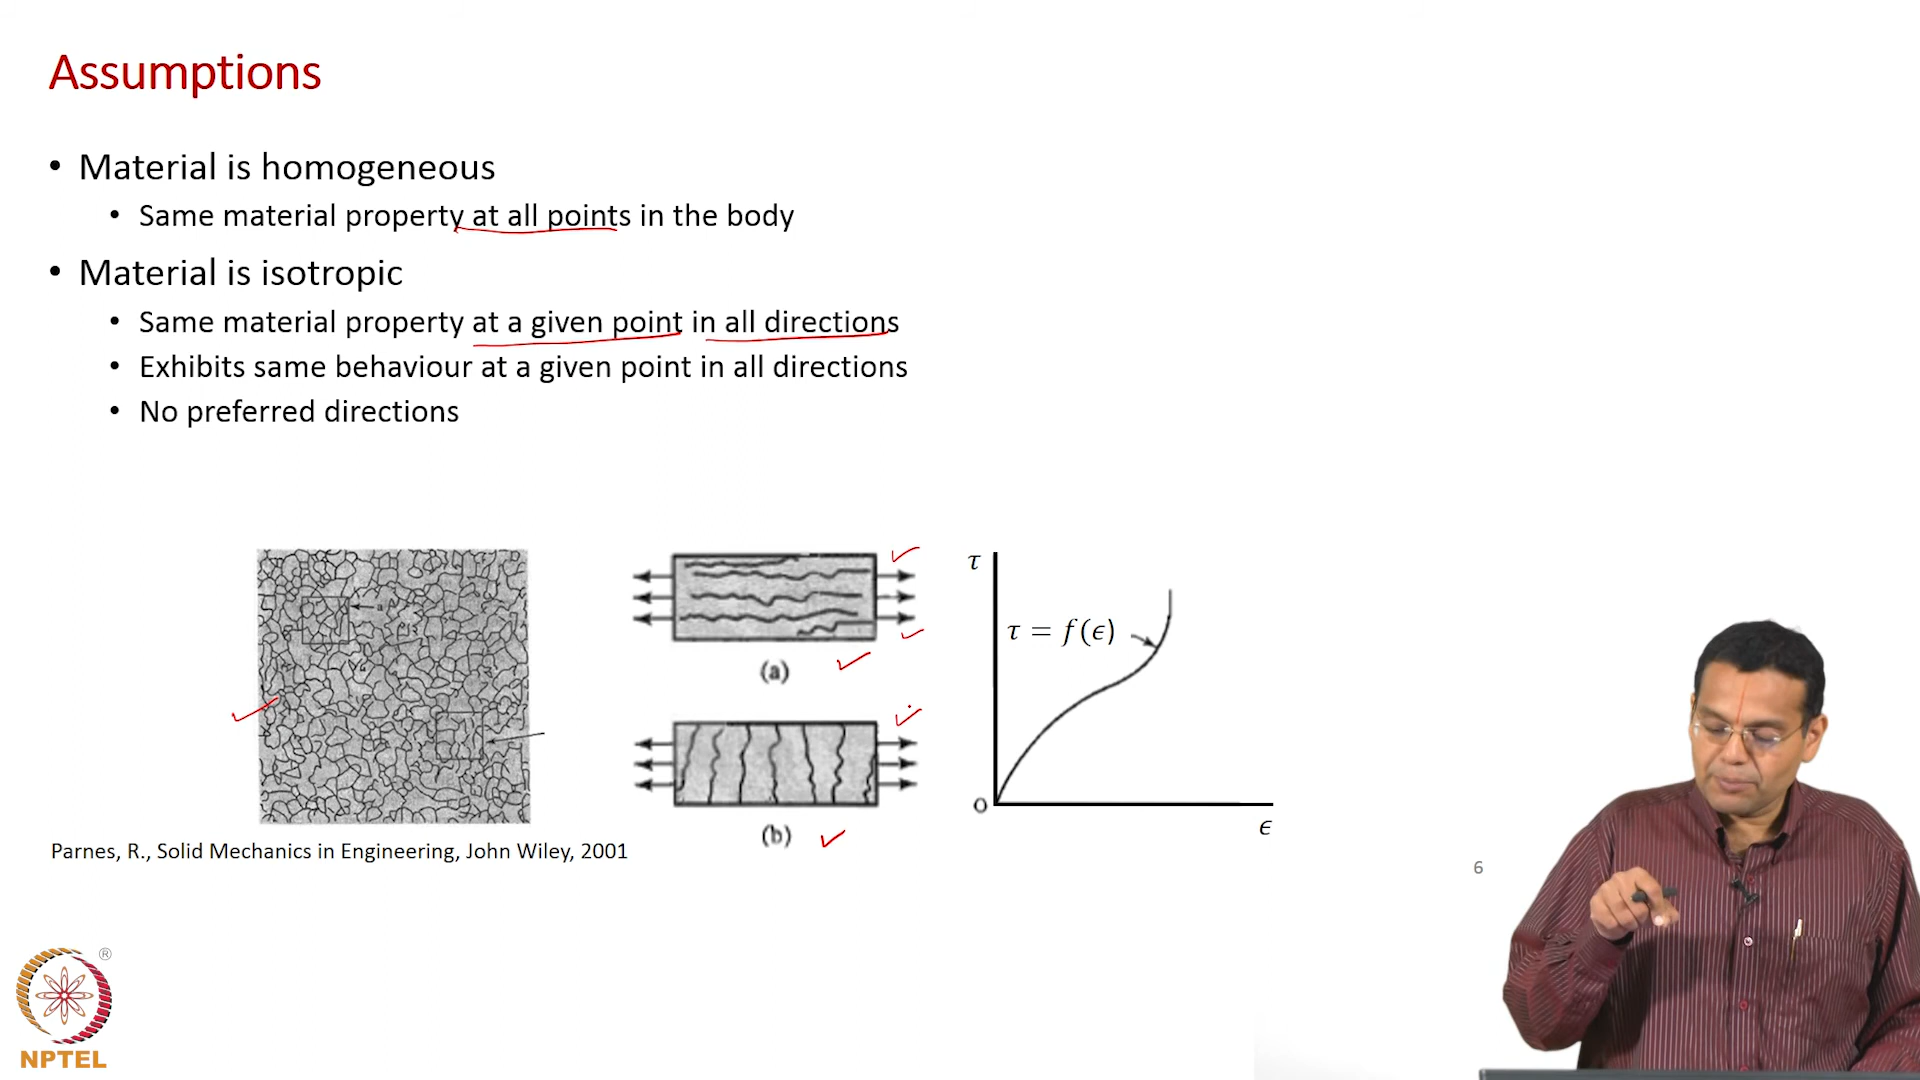 Assumptions
• Material is homogeneous
• Same material property at all points in the body
• Material is isotropic
• Same material property at a given point in all directions
• Exhibits same behaviour at a given point in all directions
• No preferred directions
a
(a)
(b)
τ
τ = f(ϵ)
O
ϵ
Parnes, R., Solid Mechanics in Engineering, John Wiley, 2001
6
®
NPTEL